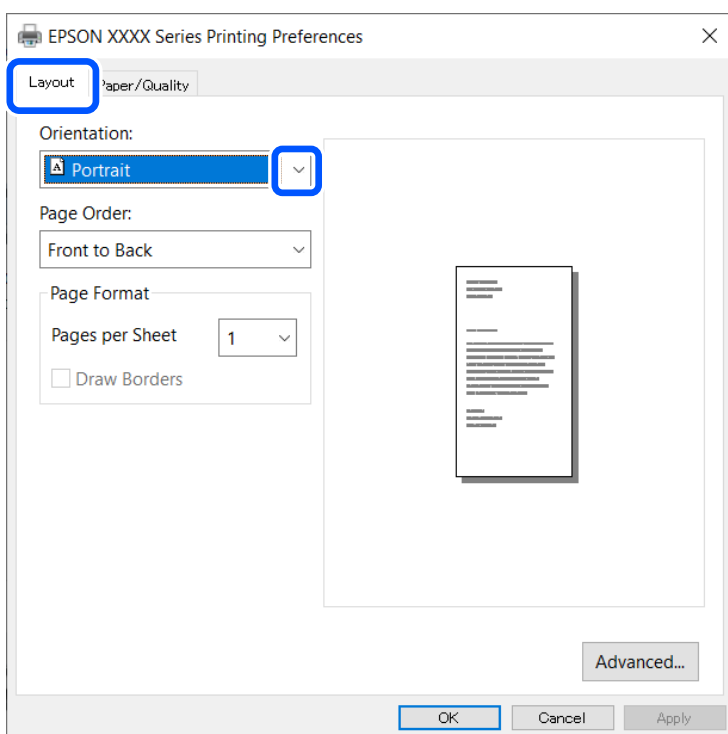 EPSON XXXX Series Printing Preferences
Layout
Paper/Quality
Orientation:
A Portrait
Page Order:
Front to Back
Page Format
Pages per Sheet 1
Draw Borders
Advanced...
OK Cancel Apply